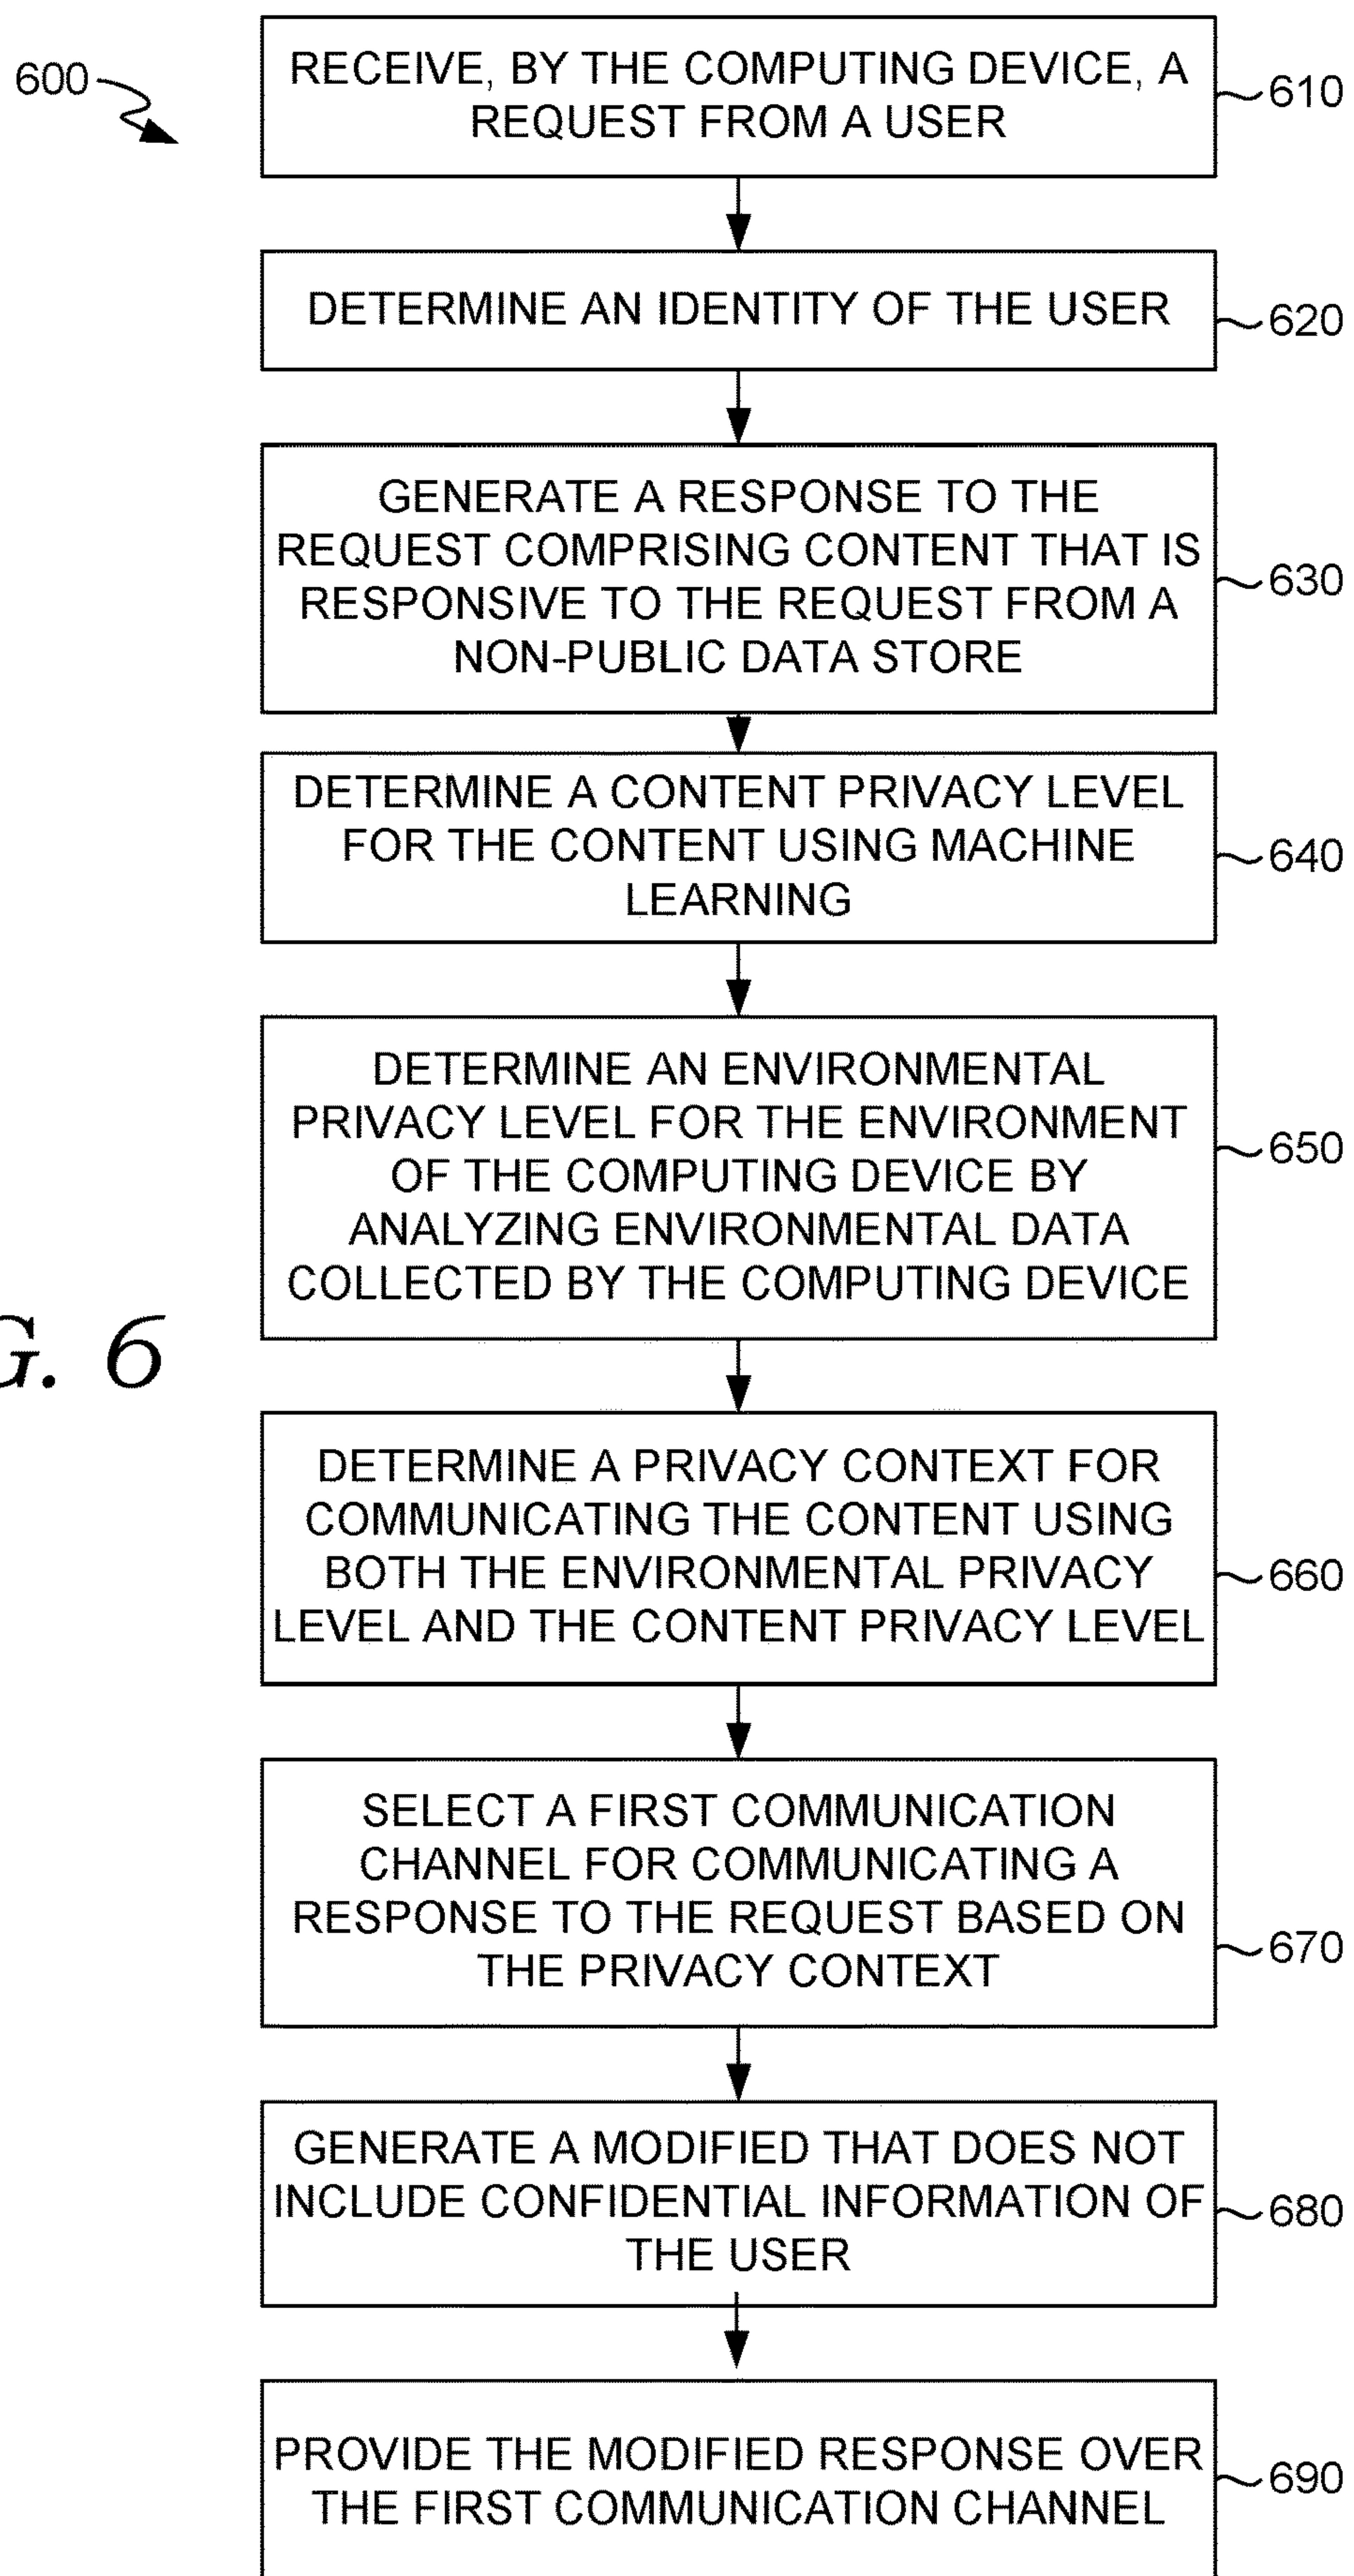 600
RECEIVE, BY THE COMPUTING DEVICE, A
REQUEST FROM A USER
610
DETERMINE AN IDENTITY OF THE USER
620
GENERATE A RESPONSE TO THE
REQUEST COMPRISING CONTENT THAT IS
RESPONSIVE TO THE REQUEST FROM A
NON-PUBLIC DATA STORE
630
DETERMINE A CONTENT PRIVACY LEVEL
FOR THE CONTENT USING MACHINE
LEARNING
640
DETERMINE AN ENVIRONMENTAL
PRIVACY LEVEL FOR THE ENVIRONMENT
OF THE COMPUTING DEVICE BY
ANALYZING ENVIRONMENTAL DATA
COLLECTED BY THE COMPUTING DEVICE
650
G. 6
DETERMINE A PRIVACY CONTEXT FOR
COMMUNICATING THE CONTENT USING
BOTH THE ENVIRONMENTAL PRIVACY
LEVEL AND THE CONTENT PRIVACY LEVEL
660
SELECT A FIRST COMMUNICATION
CHANNEL FOR COMMUNICATING A
RESPONSE TO THE REQUEST BASED ON
THE PRIVACY CONTEXT
670
GENERATE A MODIFIED THAT DOES NOT
INCLUDE CONFIDENTIAL INFORMATION OF
THE USER
680
PROVIDE THE MODIFIED RESPONSE OVER
THE FIRST COMMUNICATION CHANNEL
690